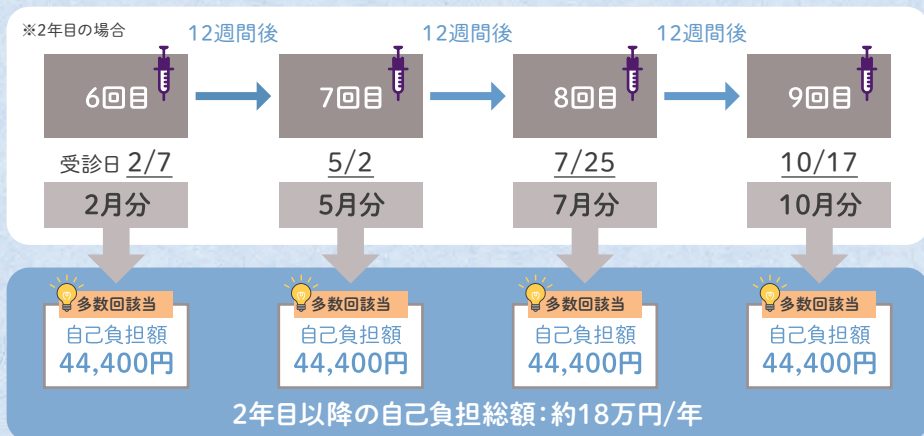 ※2年目の場合
12週間後 12週間後 12週間後
6回目 7回目 8回目 9回目
受診日 2/7 5/2 7/25 10/17
2月分 5月分 7月分 10月分
多数回該当 多数回該当 多数回該当 多数回該当
自己負担額 自己負担額 自己負担額 自己負担額
44,400円 44,400円 44,400円 44,400円
2年目以降の自己負担総額：約18万円/年